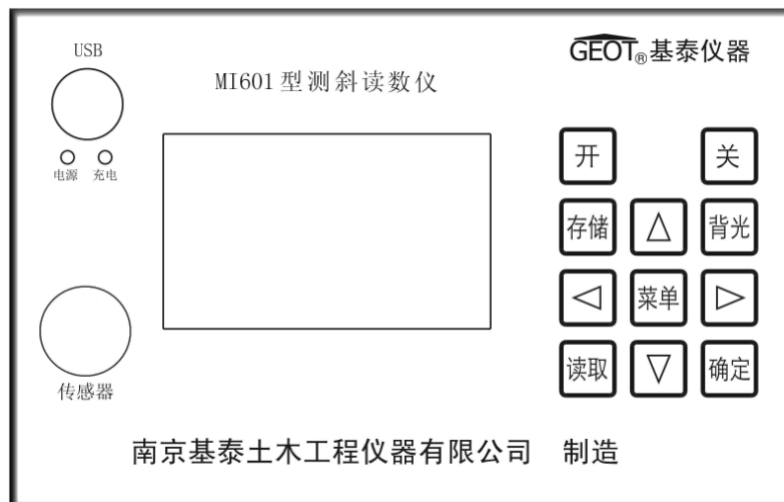 USB
GEOT®基泰仪器
MI601型测斜读数仪
电源 充电
开 关
存储 背光
菜单
传感器
读取 确定
南京基泰土木工程仪器有限公司 制造